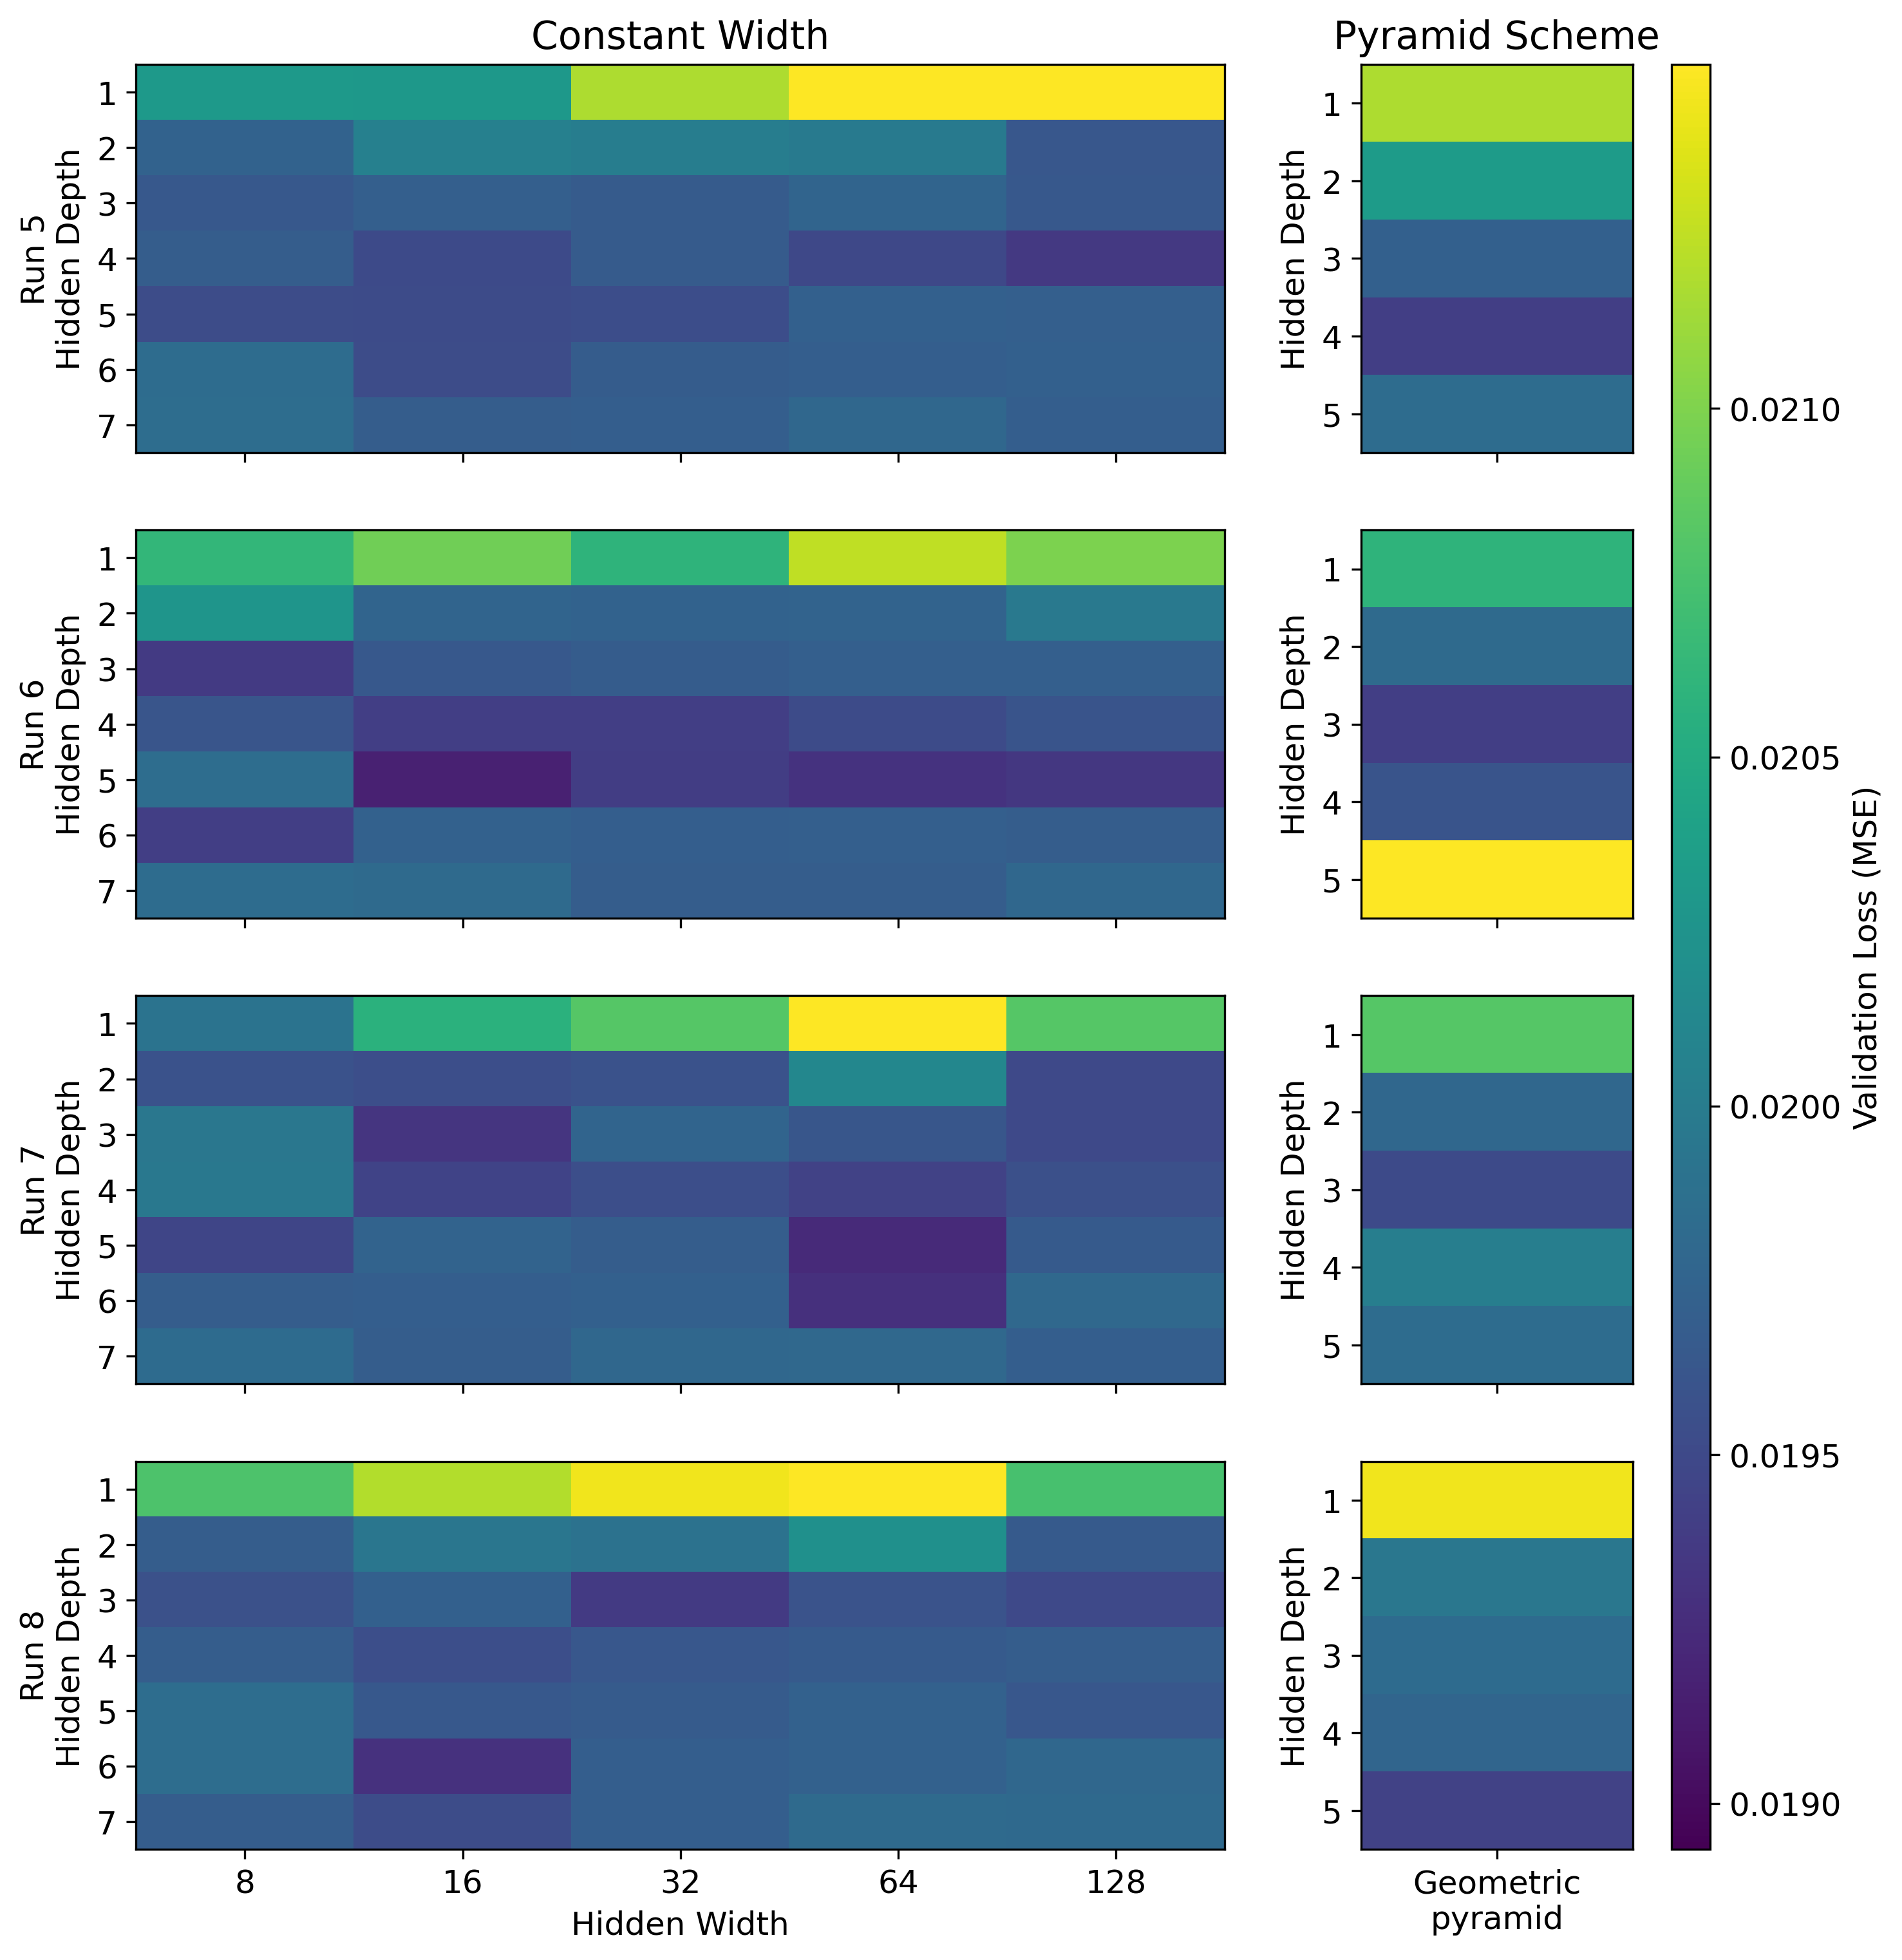 Constant Width
Pyramid Scheme
Run 5
Hidden Depth
1
2
3
4
5
6
7
Hidden Depth
1
2
3
4
5
Run 6
Hidden Depth
1
2
3
4
5
6
7
Hidden Depth
1
2
3
4
5
Run 7
Hidden Depth
1
2
3
4
5
6
7
Hidden Depth
1
2
3
4
5
Run 8
Hidden Depth
1
2
3
4
5
6
7
8 16 32 64 128
Hidden Width
Hidden Depth
1
2
3
4
5
Geometric
pyramid
0.0210
0.0205
0.0200
0.0195
0.0190
Validation Loss (MSE)